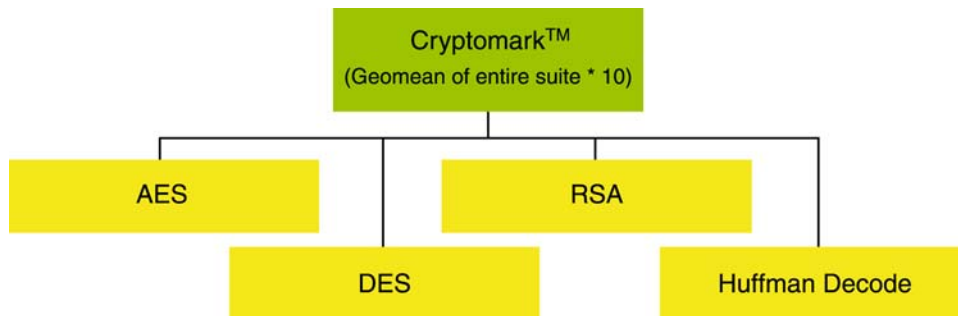 Cryptomark™
(Geomean of entire suite * 10)
AES
RSA
DES
Huffman Decode